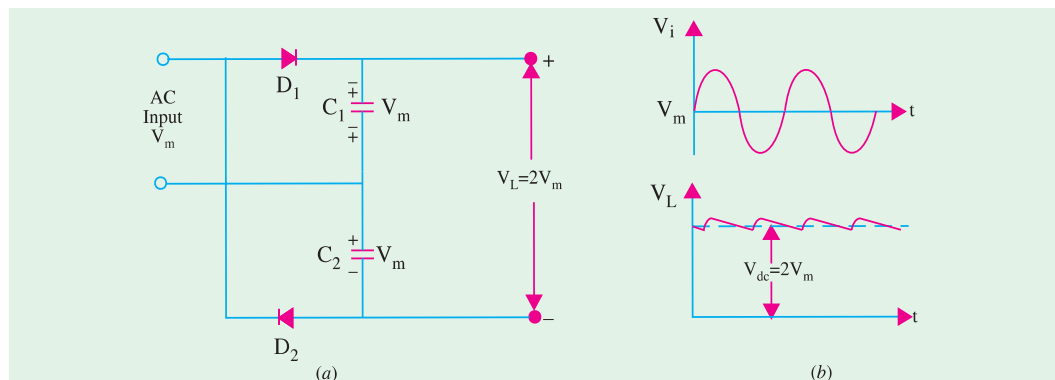 AC
Input
Vm
D1
C1
−
+
−
+
Vm
+
VL=2Vm
C2
+
−
Vm
−
D2
(a)
Vi
Vm
t
VL
Vdc=2Vm
t
(b)